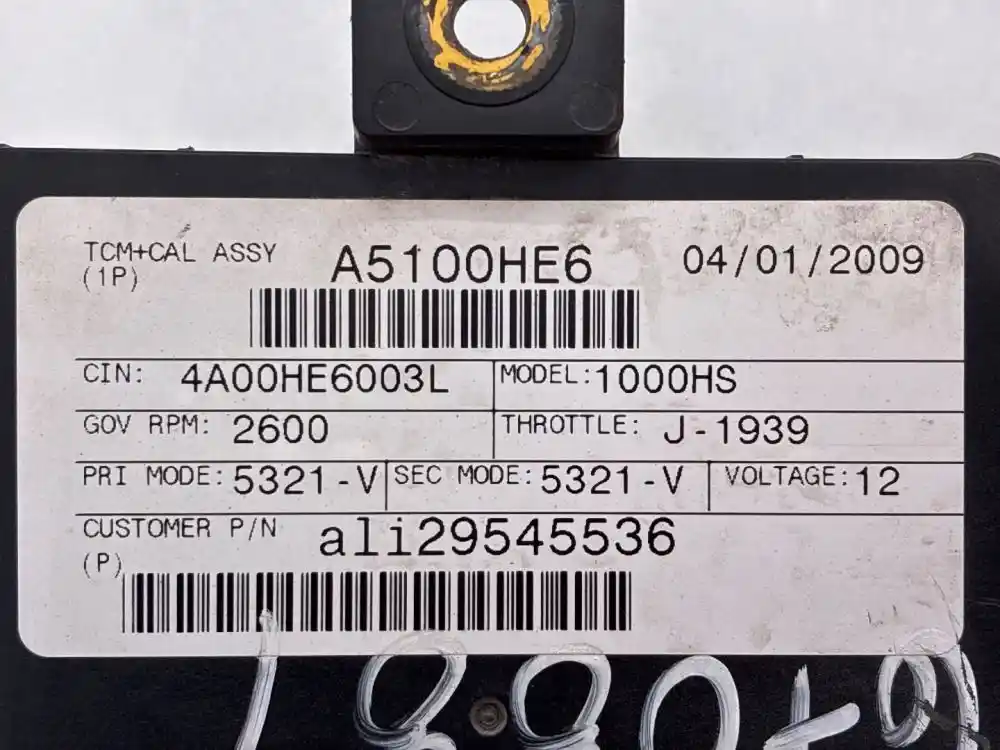 TCM+CAL ASSY (1P) A5100HE6 04/01/2009
CIN: 4A00HE6003L MODEL: 1000HS
GOV RPM: 2600 THROTTLE: J-1939
PRI MODE: 5321-V SEC MODE: 5321-V VOLTAGE: 12
CUSTOMER P/N (P) ali29545536